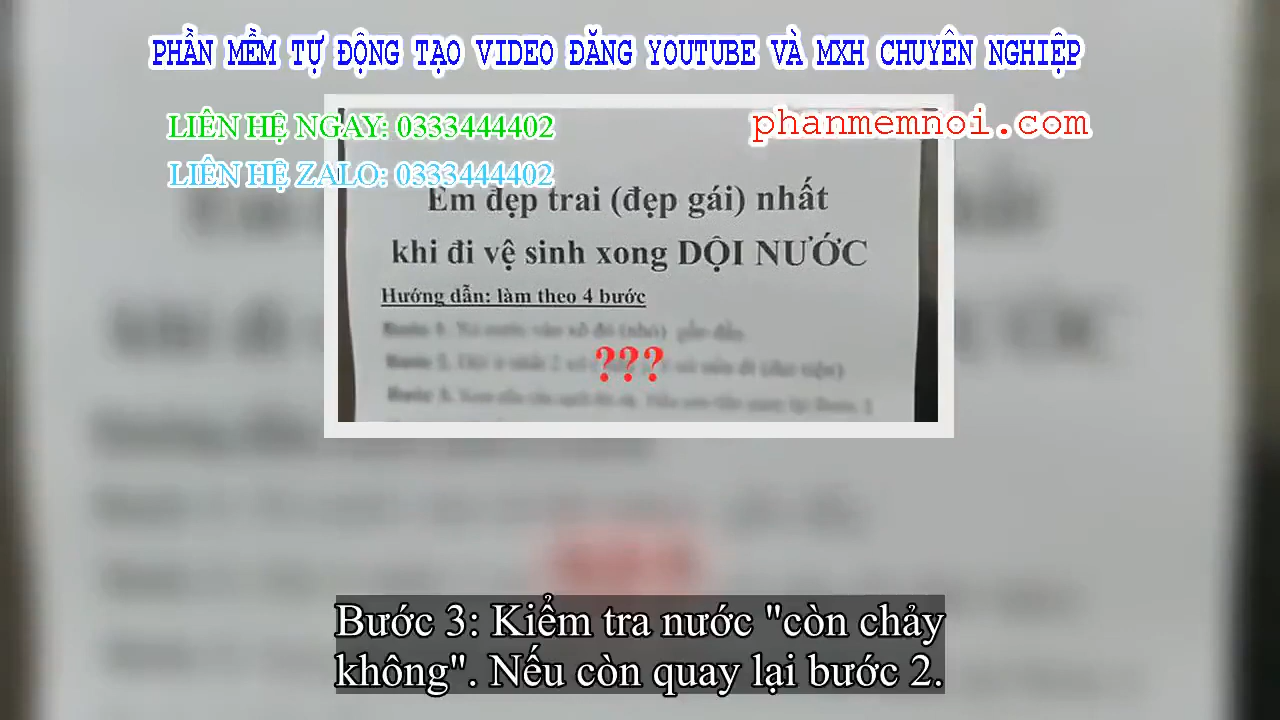 PHẦN MỀM TỰ ĐỘNG TẠO VIDEO ĐĂNG YOUTUBE VÀ MXH CHUYÊN NGHIỆP
LIÊN HỆ NGAY: 0333444402
phanmemnoi.com
LIÊN HỆ ZALO: 0333444402
Em đẹp trai (đẹp gái) nhất
khi đi vệ sinh xong DỘI NƯỚC
Hướng dẫn: làm theo 4 bước
???
Bước 3: Kiểm tra nước "còn chảy
không". Nếu còn quay lại bước 2.